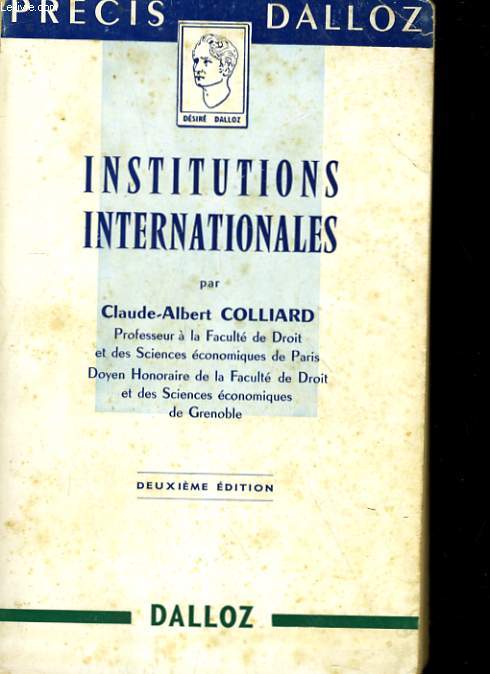 PRÉCIS DALLOZ
DÉSIRÉ DALLOZ
INSTITUTIONS
INTERNATIONALES
par
Claude-Albert COLLIARD
Professeur à la Faculté de Droit
et des Sciences économiques de Paris
Doyen Honoraire de la Faculté de Droit
et des Sciences économiques
de Grenoble
DEUXIÈME ÉDITION
DALLOZ